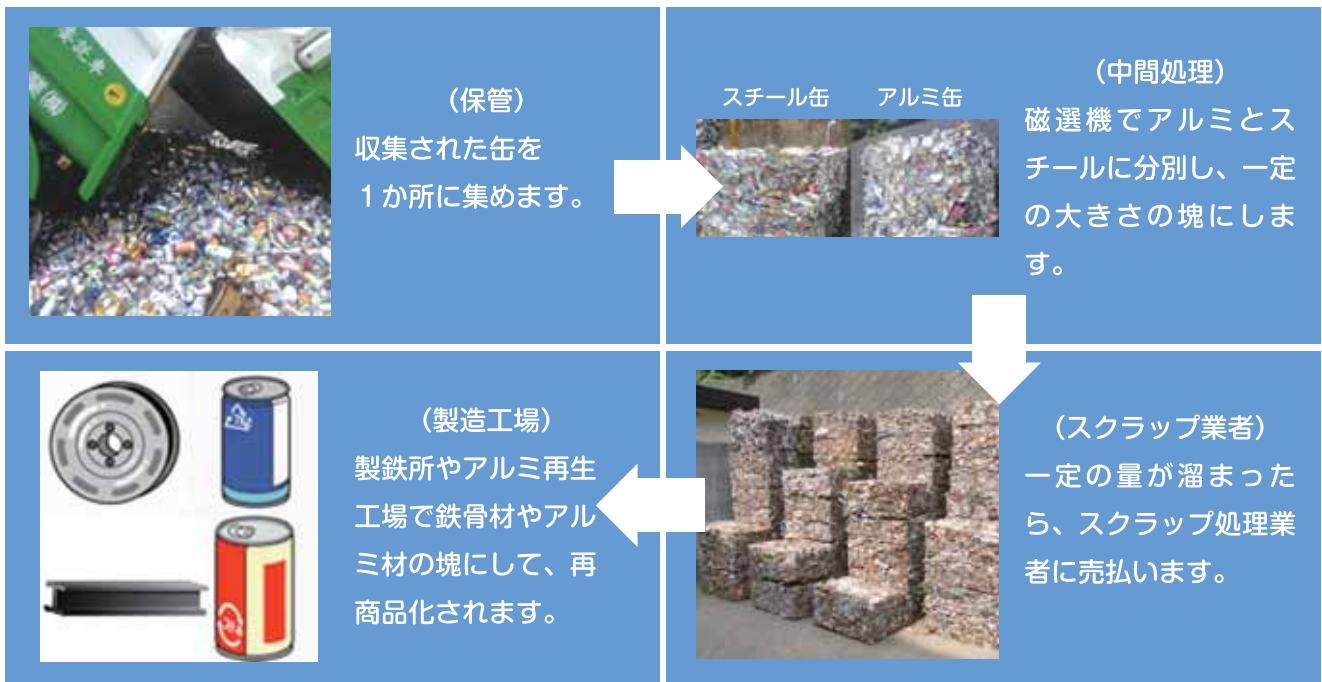 委託車
（保管）
収集された缶を
１か所に集めます。
スチール缶
アルミ缶
（中間処理）
磁選機でアルミとス
チールに分別し、一定
の大きさの塊にしま
す。
（スクラップ業者）
一定の量が溜まった
ら、スクラップ処理業
者に売払います。
（製造工場）
製鉄所やアルミ再生
工場で鉄骨材やアル
ミ材の塊にして、再
商品化されます。